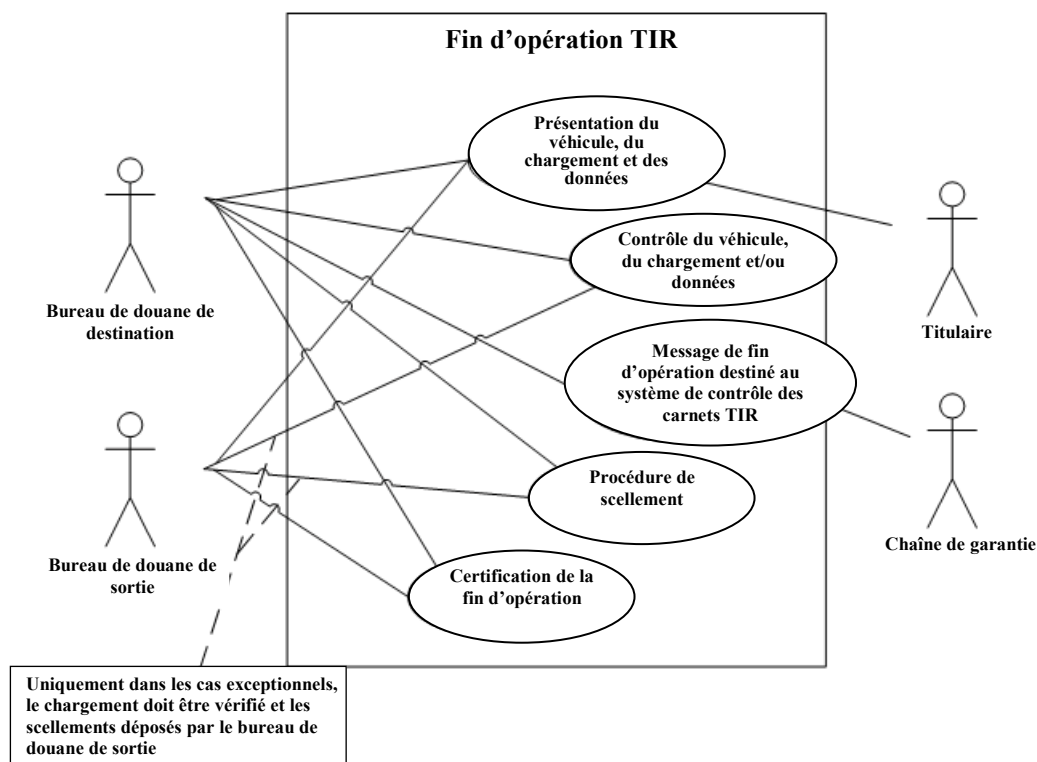 Fin d’opération TIR
Présentation du
véhicule, du
chargement et des
données
Bureau de douane de
destination
Contrôle du véhicule,
du chargement et/ou
données
Titulaire
Message de fin
d’opération destiné au
système de contrôle des
carnets TIR
Bureau de douane de
sortie
Procédure de
scellement
Chaîne de garantie
Certification de la
fin d’opération
Uniquement dans les cas exceptionnels,
le chargement doit être vérifié et les
scellements déposés par le bureau de
douane de sortie